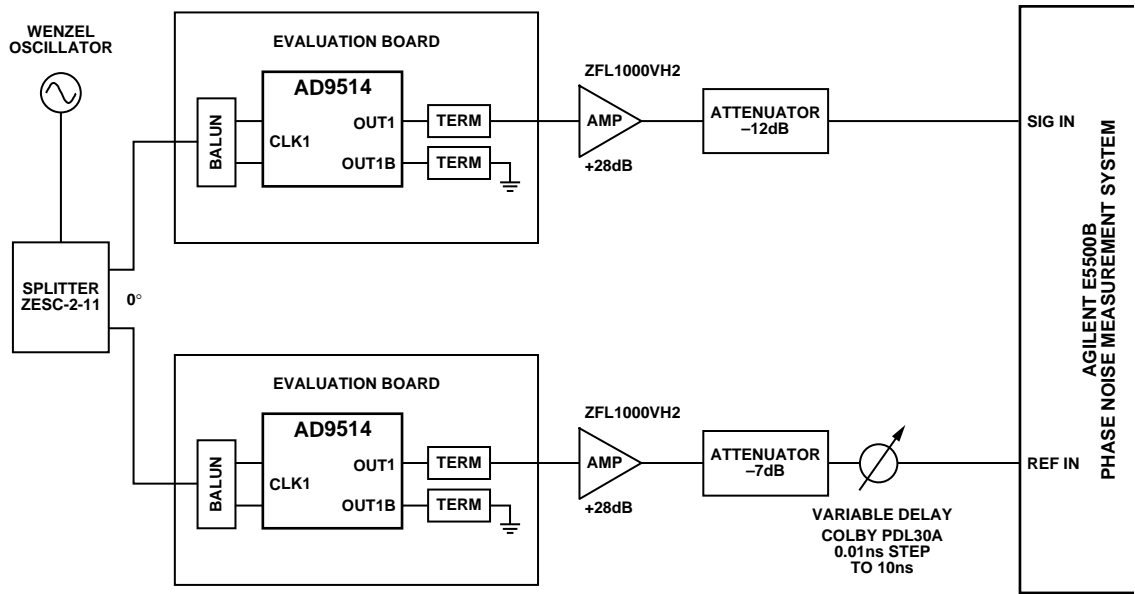 WENZEL
OSCILLATOR
SPLITTER
ZESC-2-11
0°
EVALUATION BOARD
BALUN
AD9514
CLK1
OUT1
OUT1B
TERM
TERM
ZFL1000VH2
AMP
+28dB
ATTENUATOR
–12dB
SIG IN
EVALUATION BOARD
BALUN
AD9514
CLK1
OUT1
OUT1B
TERM
TERM
ZFL1000VH2
AMP
+28dB
ATTENUATOR
–7dB
VARIABLE DELAY
COLBY PDL30A
0.01ns STEP
TO 10ns
REF IN
AGILENT E5500B
PHASE NOISE MEASUREMENT SYSTEM